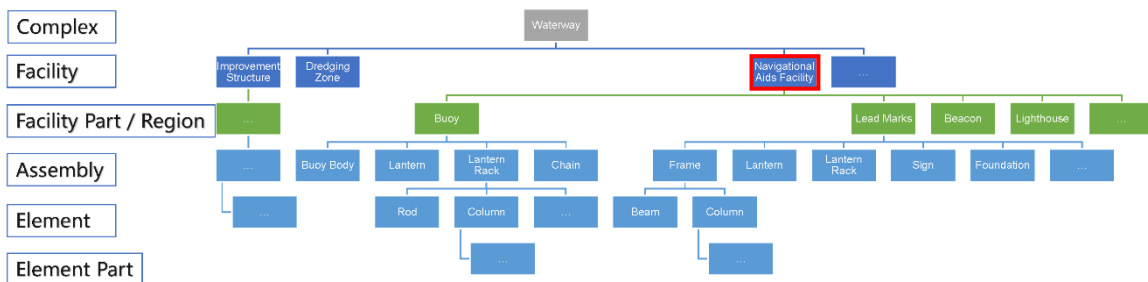 Complex
Waterway
Facility
Improvement
Structure
Dredging
Zone
Navigational
Aids Facility
...
Facility Part / Region
...
Buoy
Lead Marks
Beacon
Lighthouse
...
Assembly
...
Buoy Body
Lantern
Lantern
Rack
Chain
Frame
Lantern
Lantern
Rack
Sign
Foundation
...
Element
...
Rod
Column
...
Beam
Column
Element Part
...
...